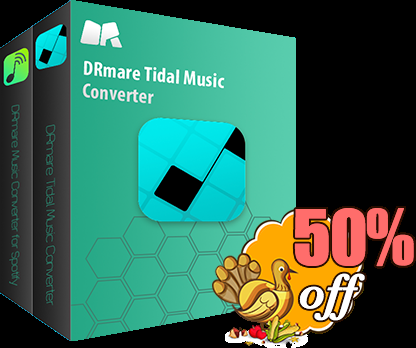 DRmare Tidal Music
Converter
DRmare Music Converter for Spotify
DRmare Tidal Music Converter
50%
off